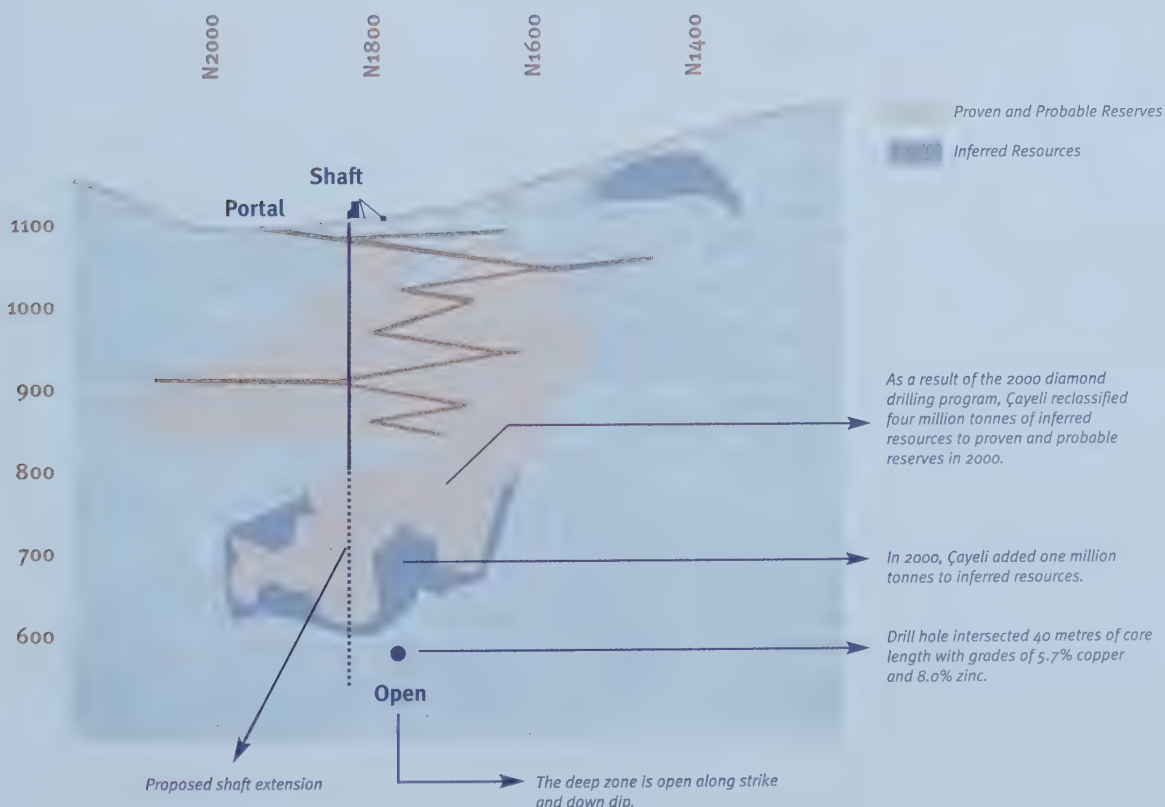 N2000
N1800
N1600
N1400
Proven and Probable Reserves
Inferred Resources
Shaft
Portal
1100
1000
900
800
700
600
As a result of the 2000 diamond
drilling program, Çayeli reclassified
four million tonnes of inferred
resources to proven and probable
reserves in 2000.
In 2000, Çayeli added one million
tonnes to inferred resources.
Drill hole intersected 40 metres of core
length with grades of 5.7% copper
and 8.0% zinc.
Open
Proposed shaft extension
The deep zone is open along strike
and down dip.